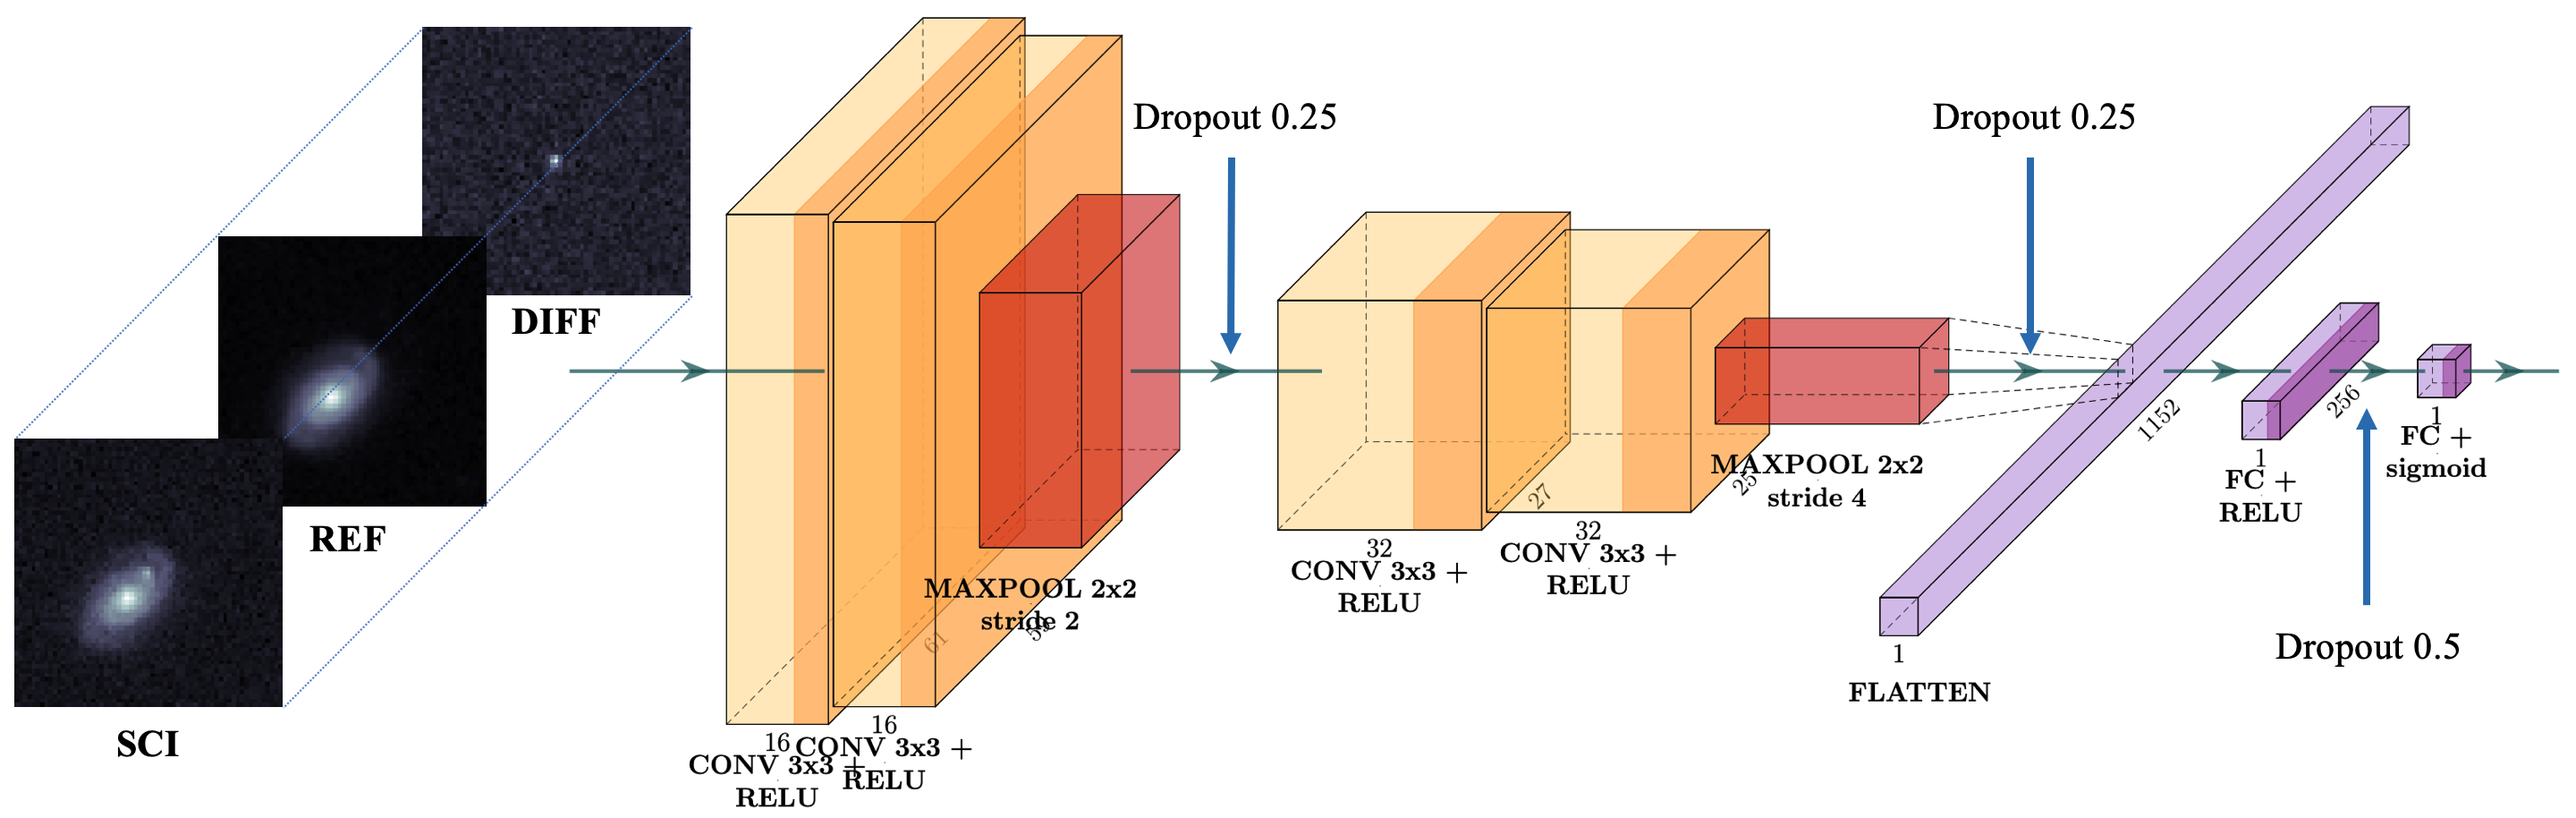 DIFF
REF
SCI
16
CONV 3x3 +
RELU
61
16
CONV 3x3 +
RELU
59
MAXPOOL 2x2
stride 2
Dropout 0.25
32
CONV 3x3 +
RELU
27
32
CONV 3x3 +
RELU
25
MAXPOOL 2x2
stride 4
Dropout 0.25
1
FLATTEN
1152
1
FC +
RELU
256
Dropout 0.5
1
FC +
sigmoid